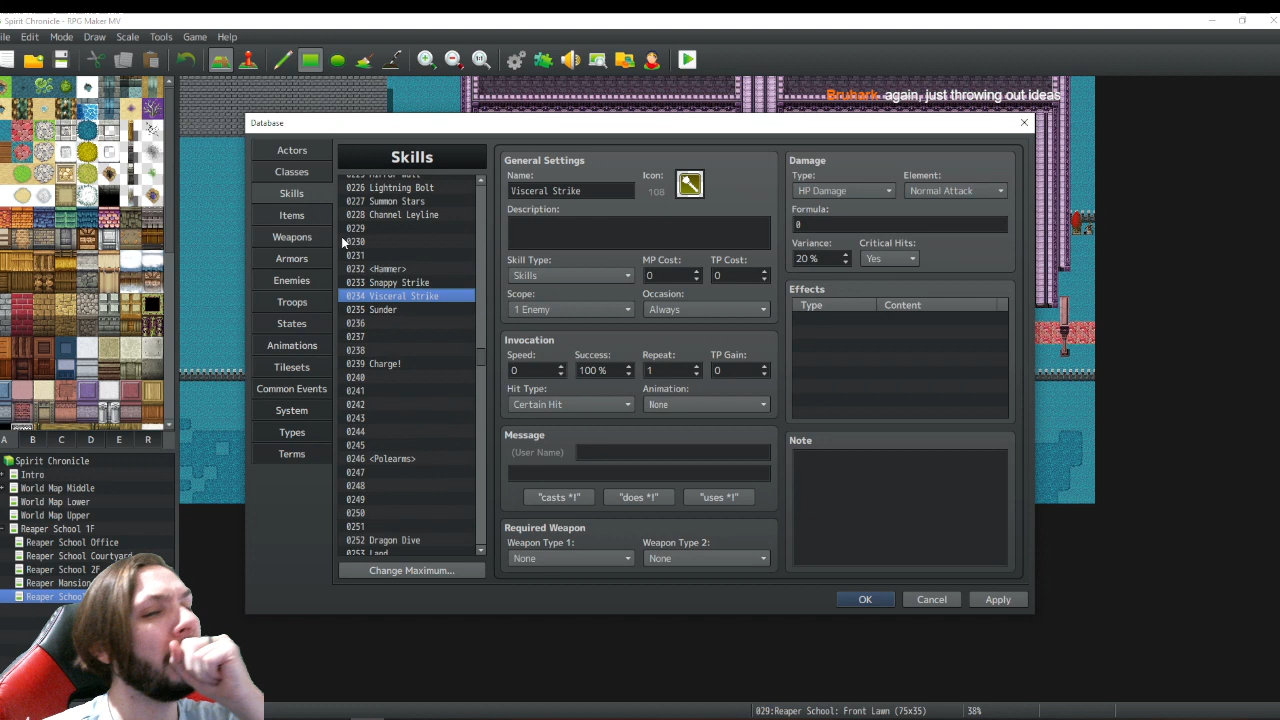 Spirit Chronicle - RPG Maker MV
Edit Mode Draw Scale Tools Game Help
Bruhark again, just throwing out ideas
Database
Actors
Classes
Skills
Items
Weapons
Armors
Enemies
Troops
States
Animations
Tilesets
Common Events
System
Types
Terms
Skills
0226 Lightning Bolt
0227 Summon Stars
0228 Channel Leyline
0229
0230
0231
0232 <Hammer>
0233 Snappy Strike
0234 Visceral Strike
0235 Sunder
0236
0237
0238
0239 Charge!
0240
0241
0242
0243
0244
0245
0246 <Polearms>
0247
0248
0249
0250
0251
0252 Dragon Dive
0253 Land
Change Maximum...
General Settings
Name: Icon:
Visceral Strike 108
Description:
Skill Type: MP Cost: TP Cost:
Skills 0 0
Scope: Occasion:
1 Enemy Always
Invocation
Speed: Success: Repeat: TP Gain:
0 100 % 1 0
Hit Type: Animation:
Certain Hit None
Message
(User Name)
"casts *!" "does *!" "uses *!"
Required Weapon
Weapon Type 1: Weapon Type 2:
None None
Damage
Type: Element:
HP Damage Normal Attack
Formula:
0
Variance: Critical Hits:
20 % Yes
Effects
Type Content
Note
OK Cancel Apply
A B C D E R
Spirit Chronicle
Intro
World Map Middle
World Map Lower
World Map Upper
Reaper School 1F
Reaper School Office
Reaper School Courtyard
Reaper School 2F
Reaper Mansion
Reaper School
029:Reaper School: Front Lawn (75x35) 38%